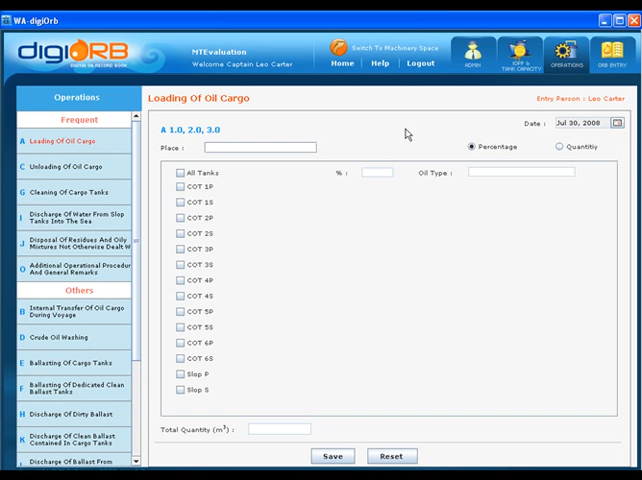 WA-digiOrb
digiORB
DIGITAL OIL RECORD BOOK
MTEvaluation
Welcome Captain Leo Carter
Switch To Machinery Space
Home | Help | Logout
ADMIN
IOPP &
TANK CAPACITY
OPERATIONS
ORB ENTRY
Operations
Frequent
A Loading Of Oil Cargo
C Unloading Of Oil Cargo
G Cleaning Of Cargo Tanks
I Discharge Of Water From Slop
Tanks Into The Sea
J Disposal Of Residues And Oily
Mixtures Not Otherwise Dealt W
O Additional Operational Procedur
And General Remarks
Others
B Internal Transfer Of Oil Cargo
During Voyage
D Crude Oil Washing
E Ballasting Of Cargo Tanks
F Ballasting Of Dedicated Clean
Ballast Tanks
H Discharge Of Dirty Ballast
K Discharge Of Clean Ballast
Contained In Cargo Tanks
L Discharge Of Ballast From
Loading Of Oil Cargo
Entry Person : Leo Carter
A 1.0, 2.0, 3.0
Date : Jul 30, 2008
Place :
Percentage
Quantitiy
All Tanks
% :
Oil Type :
COT 1P
COT 1S
COT 2P
COT 2S
COT 3P
COT 3S
COT 4P
COT 4S
COT 5P
COT 5S
COT 6P
COT 6S
Slop P
Slop S
Total Quantity (m³) :
Save
Reset